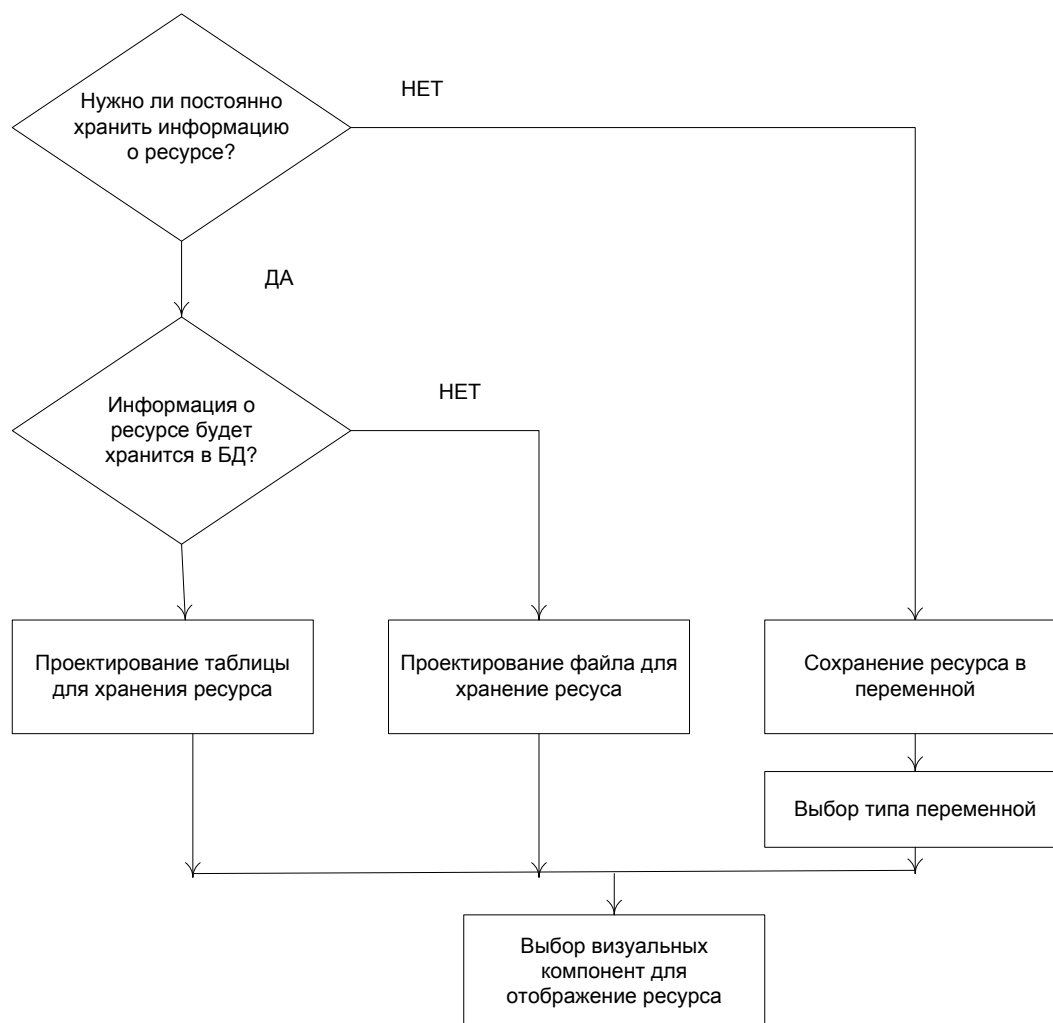 НЕТ
Нужно ли постоянно
хранить информацию
о ресурсе?
ДА
НЕТ
Информация о
ресурсе будет
хранится в БД?
Проектирование таблицы
для хранения ресурса
Проектирование файла для
хранение ресуса
Сохранение ресурса в
переменной
Выбор типа переменной
Выбор визуальных
компонент для
отображение ресурса